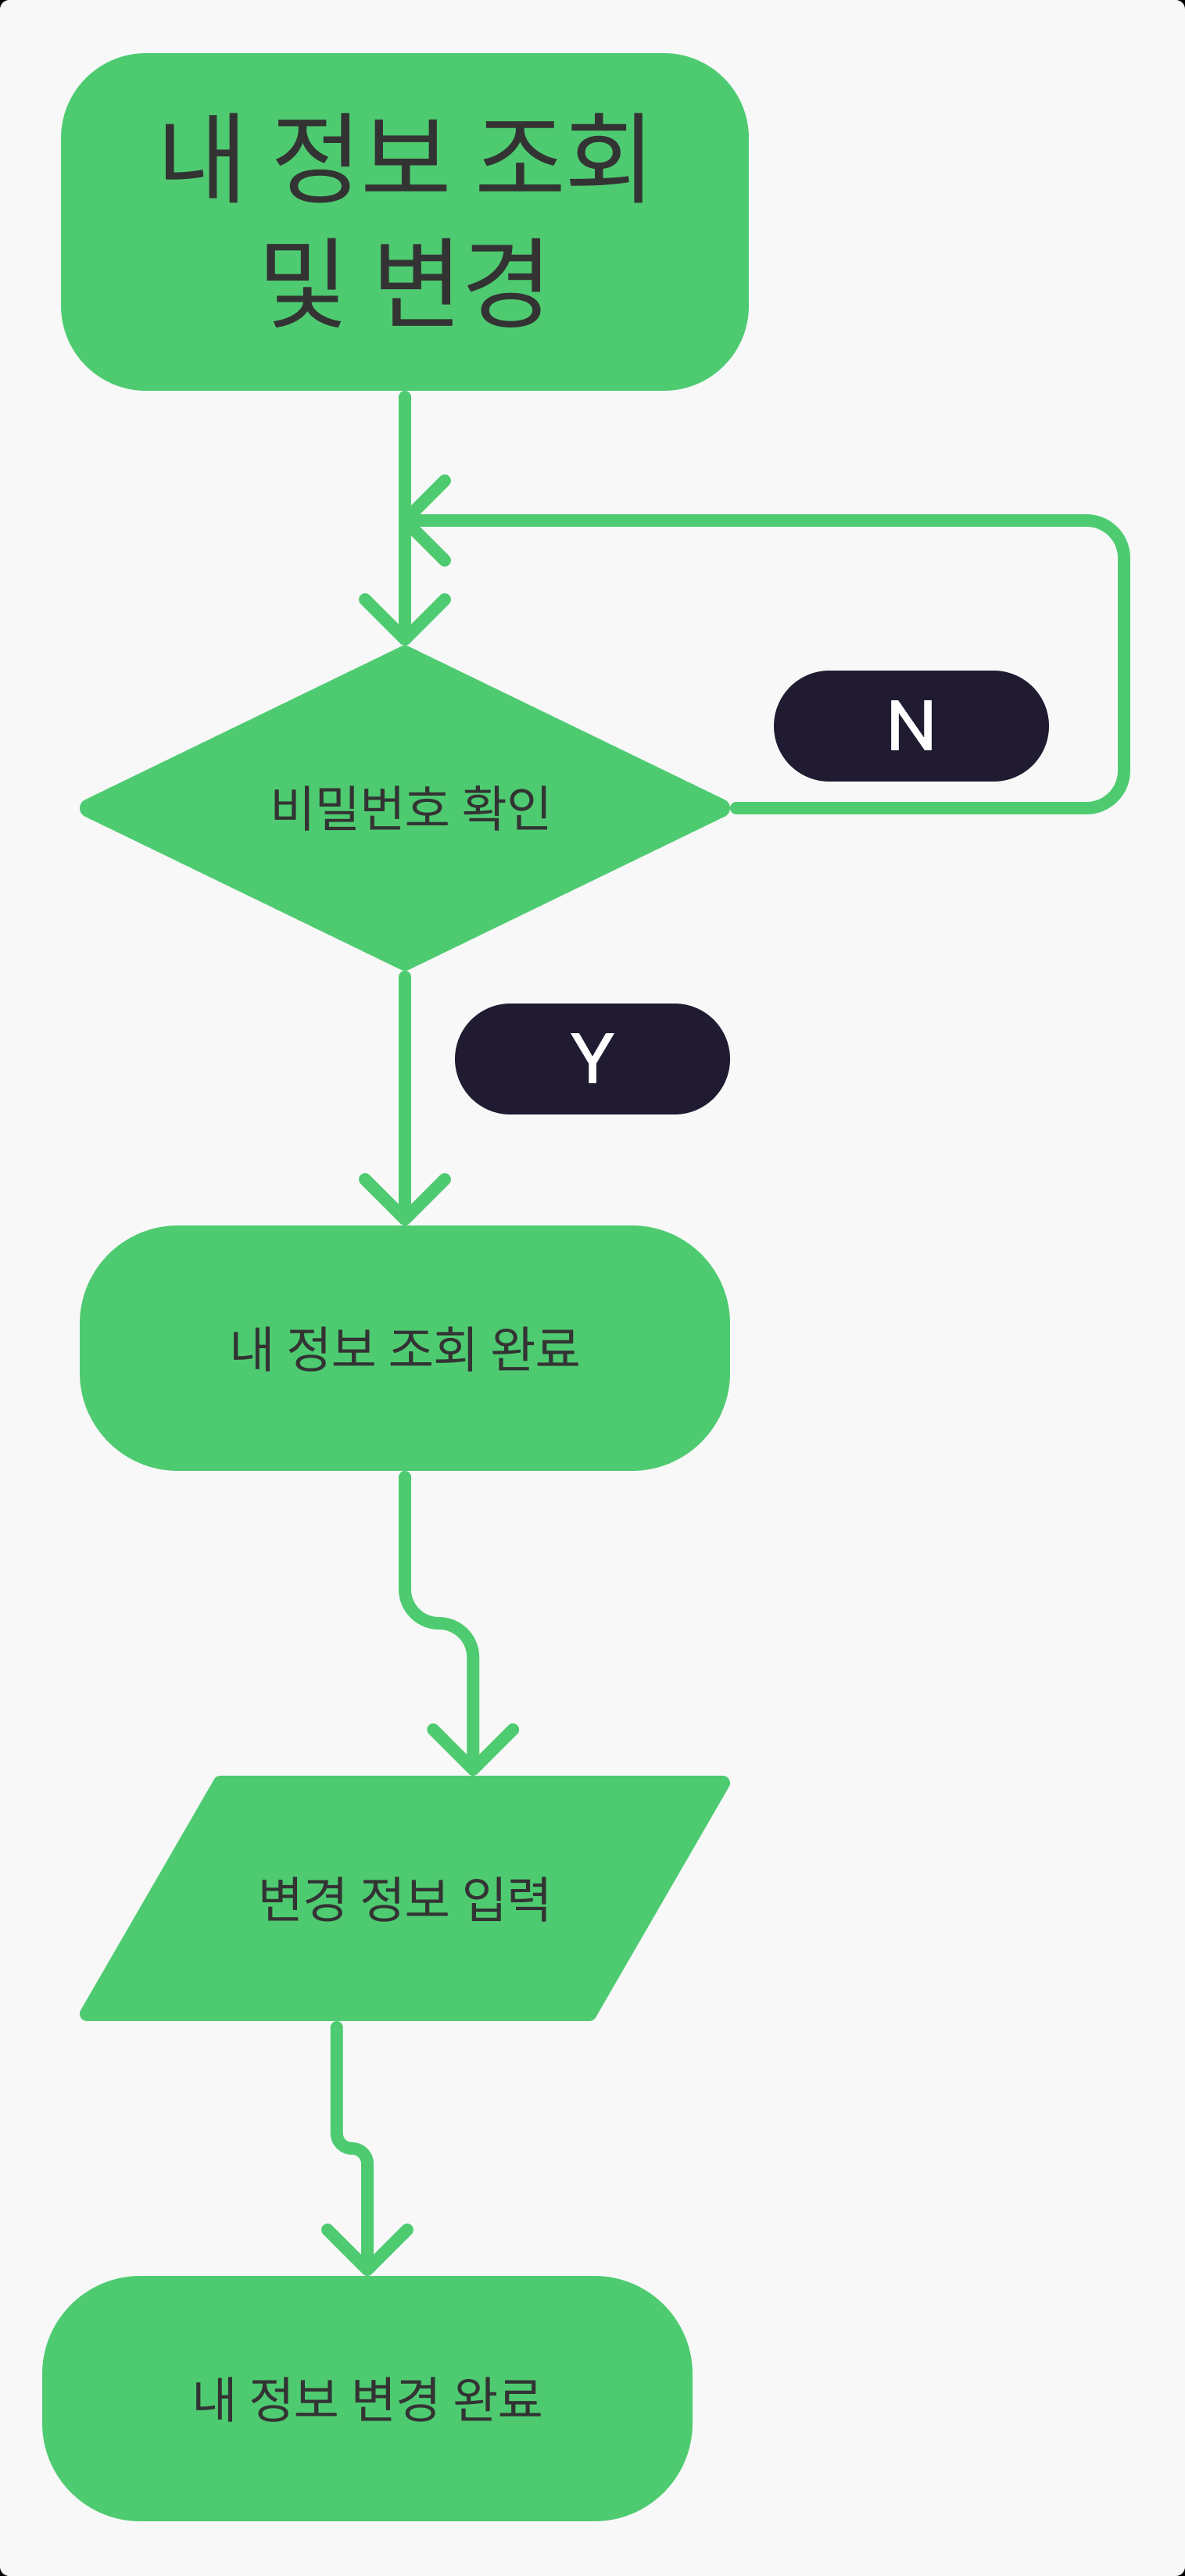 내 정보 조회
및 변경
비밀번호 확인
N
Y
내 정보 조회 완료
변경 정보 입력
내 정보 변경 완료